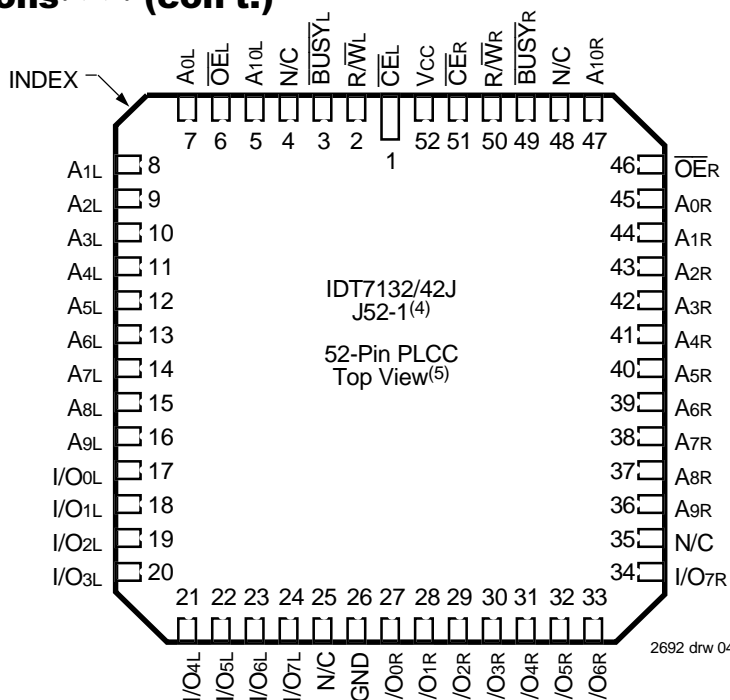 (con't.)
INDEX
A0L
OEL
A10L
N/C
BUSYL
R/WL
CEL
VCC
CER
R/WR
BUSYR
N/C
A10R
7 6 5 4 3 2 1 52 51 50 49 48 47
A1L 8
A2L 9
A3L 10
A4L 11
A5L 12
A6L 13
A7L 14
A8L 15
A9L 16
I/O0L 17
I/O1L 18
I/O2L 19
I/O3L 20
IDT7132/42J
J52-1(4)
52-Pin PLCC
Top View(5)
46 OER
45 A0R
44 A1R
43 A2R
42 A3R
41 A4R
40 A5R
39 A6R
38 A7R
37 A8R
36 A9R
35 N/C
34 I/O7R
21 22 23 24 25 26 27 28 29 30 31 32 33
I/O4L
I/O5L
I/O6L
I/O7L
N/C
GND
I/O0R
I/O1R
I/O2R
I/O3R
I/O4R
I/O5R
I/O6R
2692 drw 04